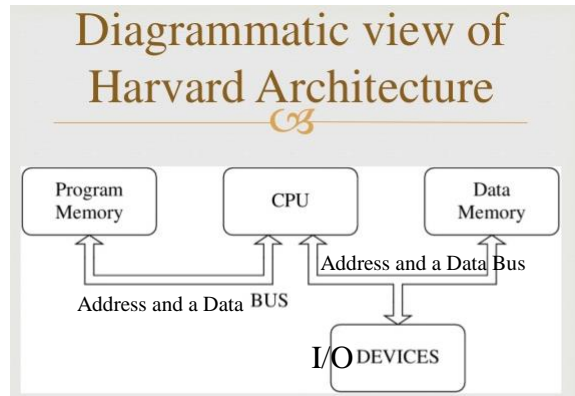 Diagrammatic view of
Harvard Architecture
Program
Memory
CPU
Data
Memory
Address and a Data Bus
Address and a Data BUS
I/O DEVICES